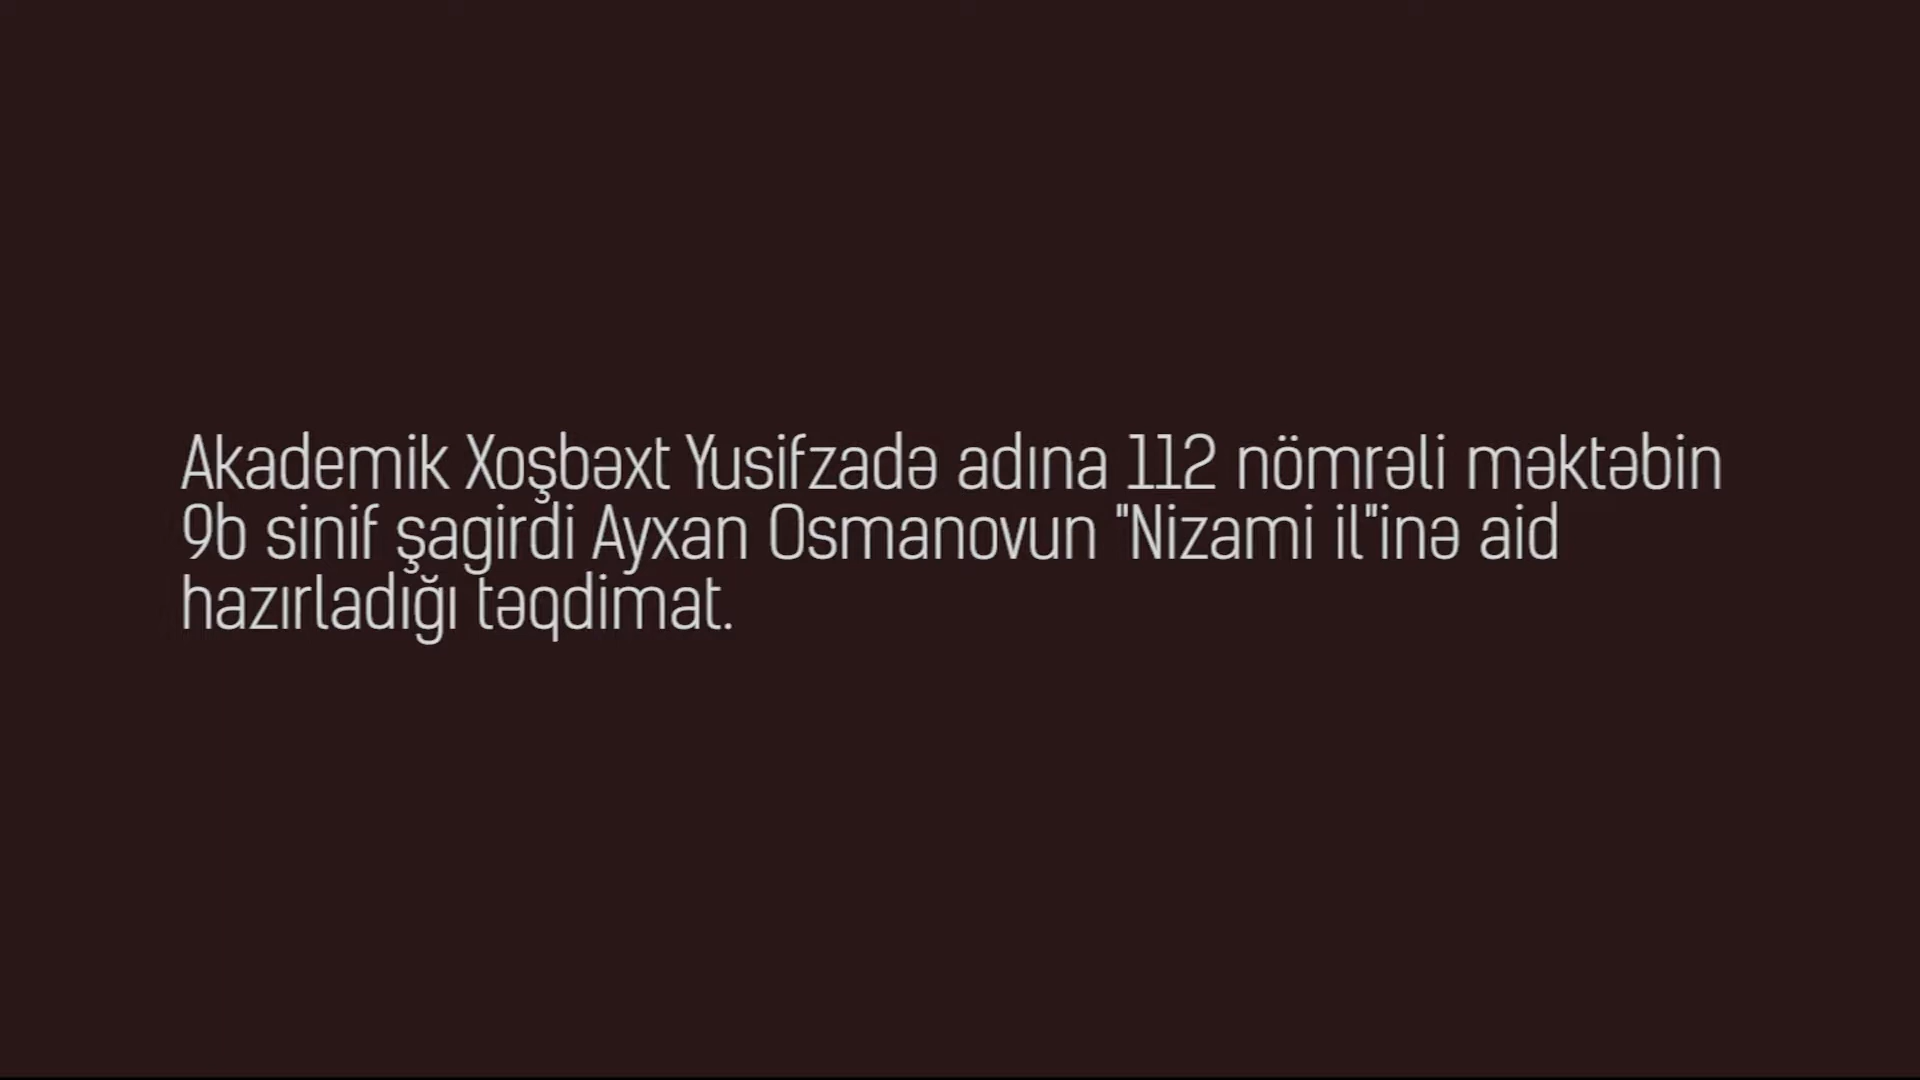 Akademik Xoşbəxt Yusifzadə adına 112 nömrəli məktəbin
9b sinif şagirdi Ayxan Osmanovun "Nizami il"inə aid
hazırladığı təqdimat.